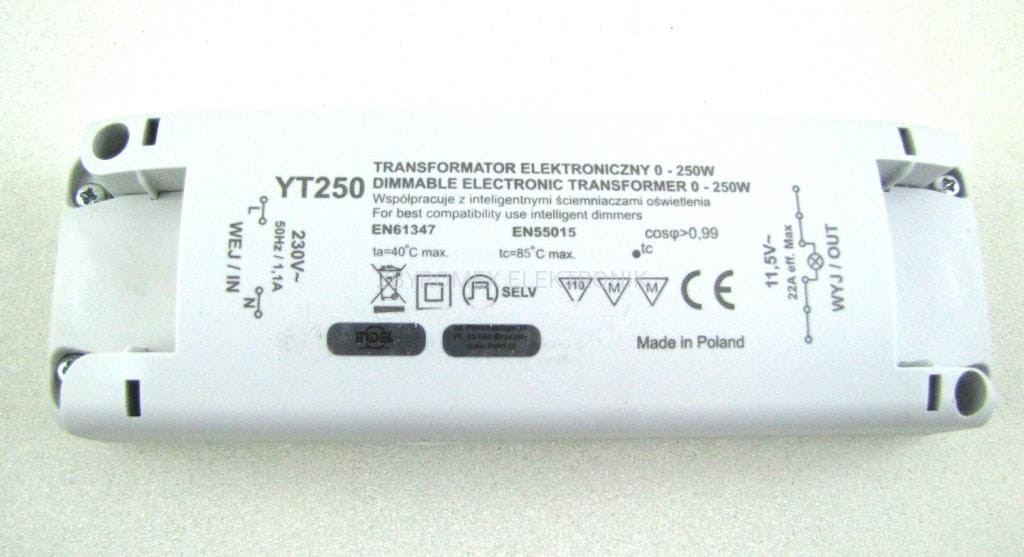 YT250
TRANSFORMATOR ELEKTRONICZNY 0 - 250W
DIMMABLE ELECTRONIC TRANSFORMER 0 - 250W
Współpracuje z inteligentnymi ściemniaczami oświetlenia
For best compatibility use intelligent dimmers
EN61347 EN55015 cosφ>0,99
ta=40°C max. tc=85°C max. tc
WEJ / IN
L N
50Hz / 1,1A
230V~
SELV 110 M M CE
11,5V~
22A eff. Max
WYJ / OUT
INDEL
Made in Poland
ELEKTRONIK